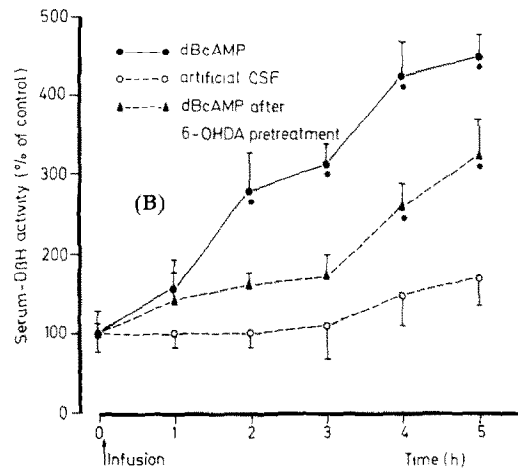 500
400
300
200
100
0
Serum-DBH activity (% of control)
dBcAMP
artificial CSF
dBcAMP after
6-OHDA pretreatment
(B)
0 1 2 3 4 5
Infusion Time (h)